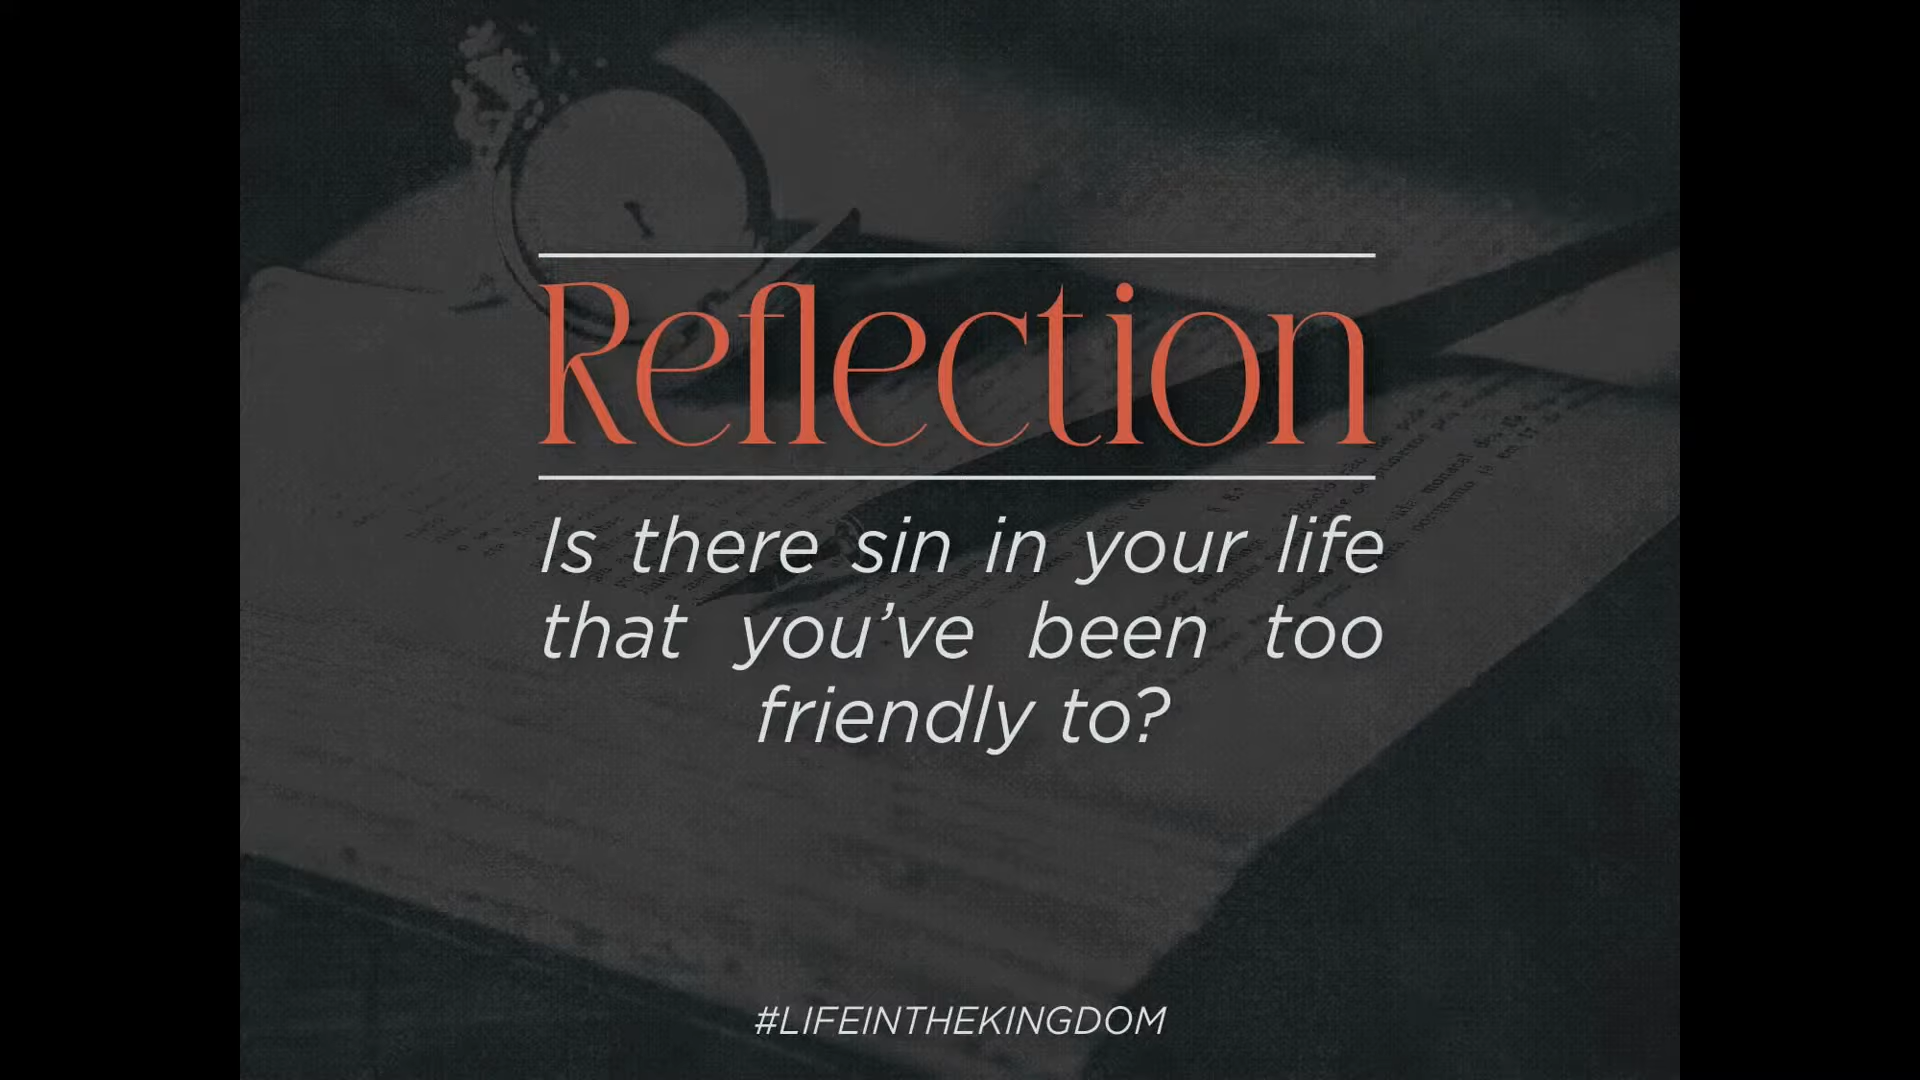 Reflection
Is there sin in your life
that you've been too
friendly to?
#LIFEINTHEKINGDOM